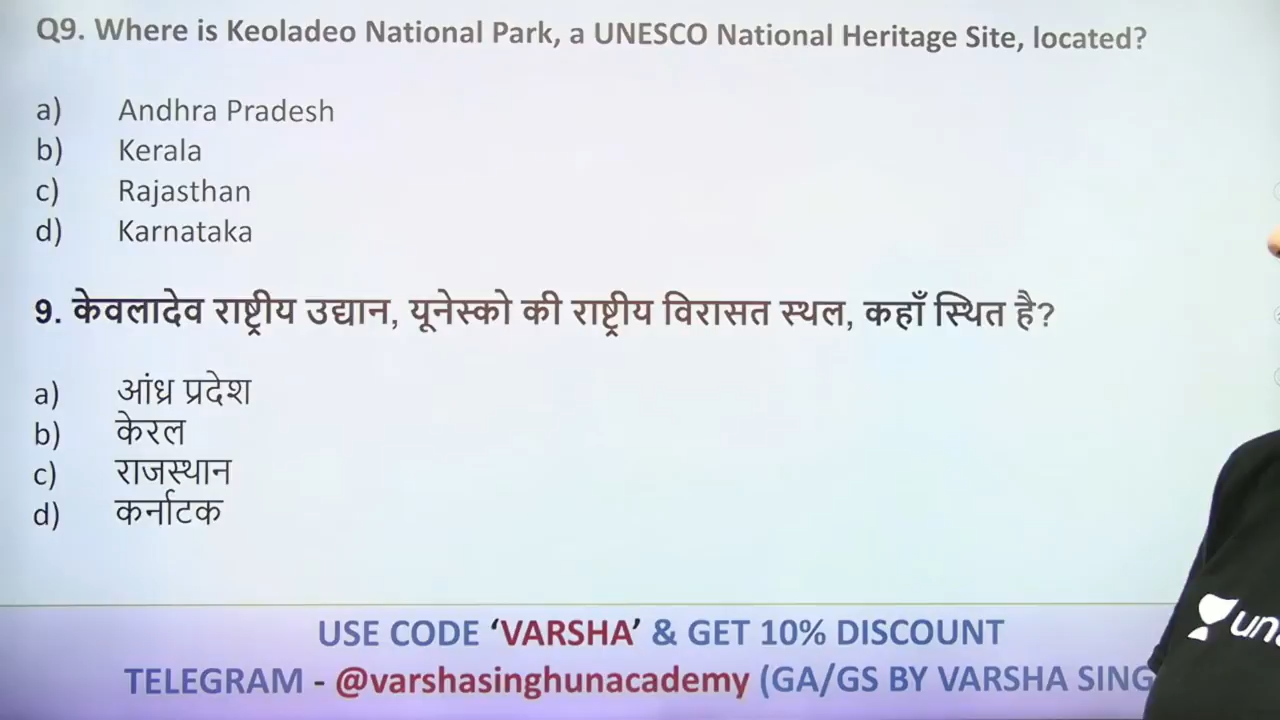 Q9. Where is Keoladeo National Park, a UNESCO National Heritage Site, located?
a) Andhra Pradesh
b) Kerala
c) Rajasthan
d) Karnataka
9. केवलादेव राष्ट्रीय उद्यान, यूनेस्को की राष्ट्रीय विरासत स्थल, कहाँ स्थित है?
a) आंध्र प्रदेश
b) केरल
c) राजस्थान
d) कर्नाटक
USE CODE ‘VARSHA’ & GET 10% DISCOUNT
TELEGRAM - @varshasinghunacademy (GA/GS BY VARSHA SING
una